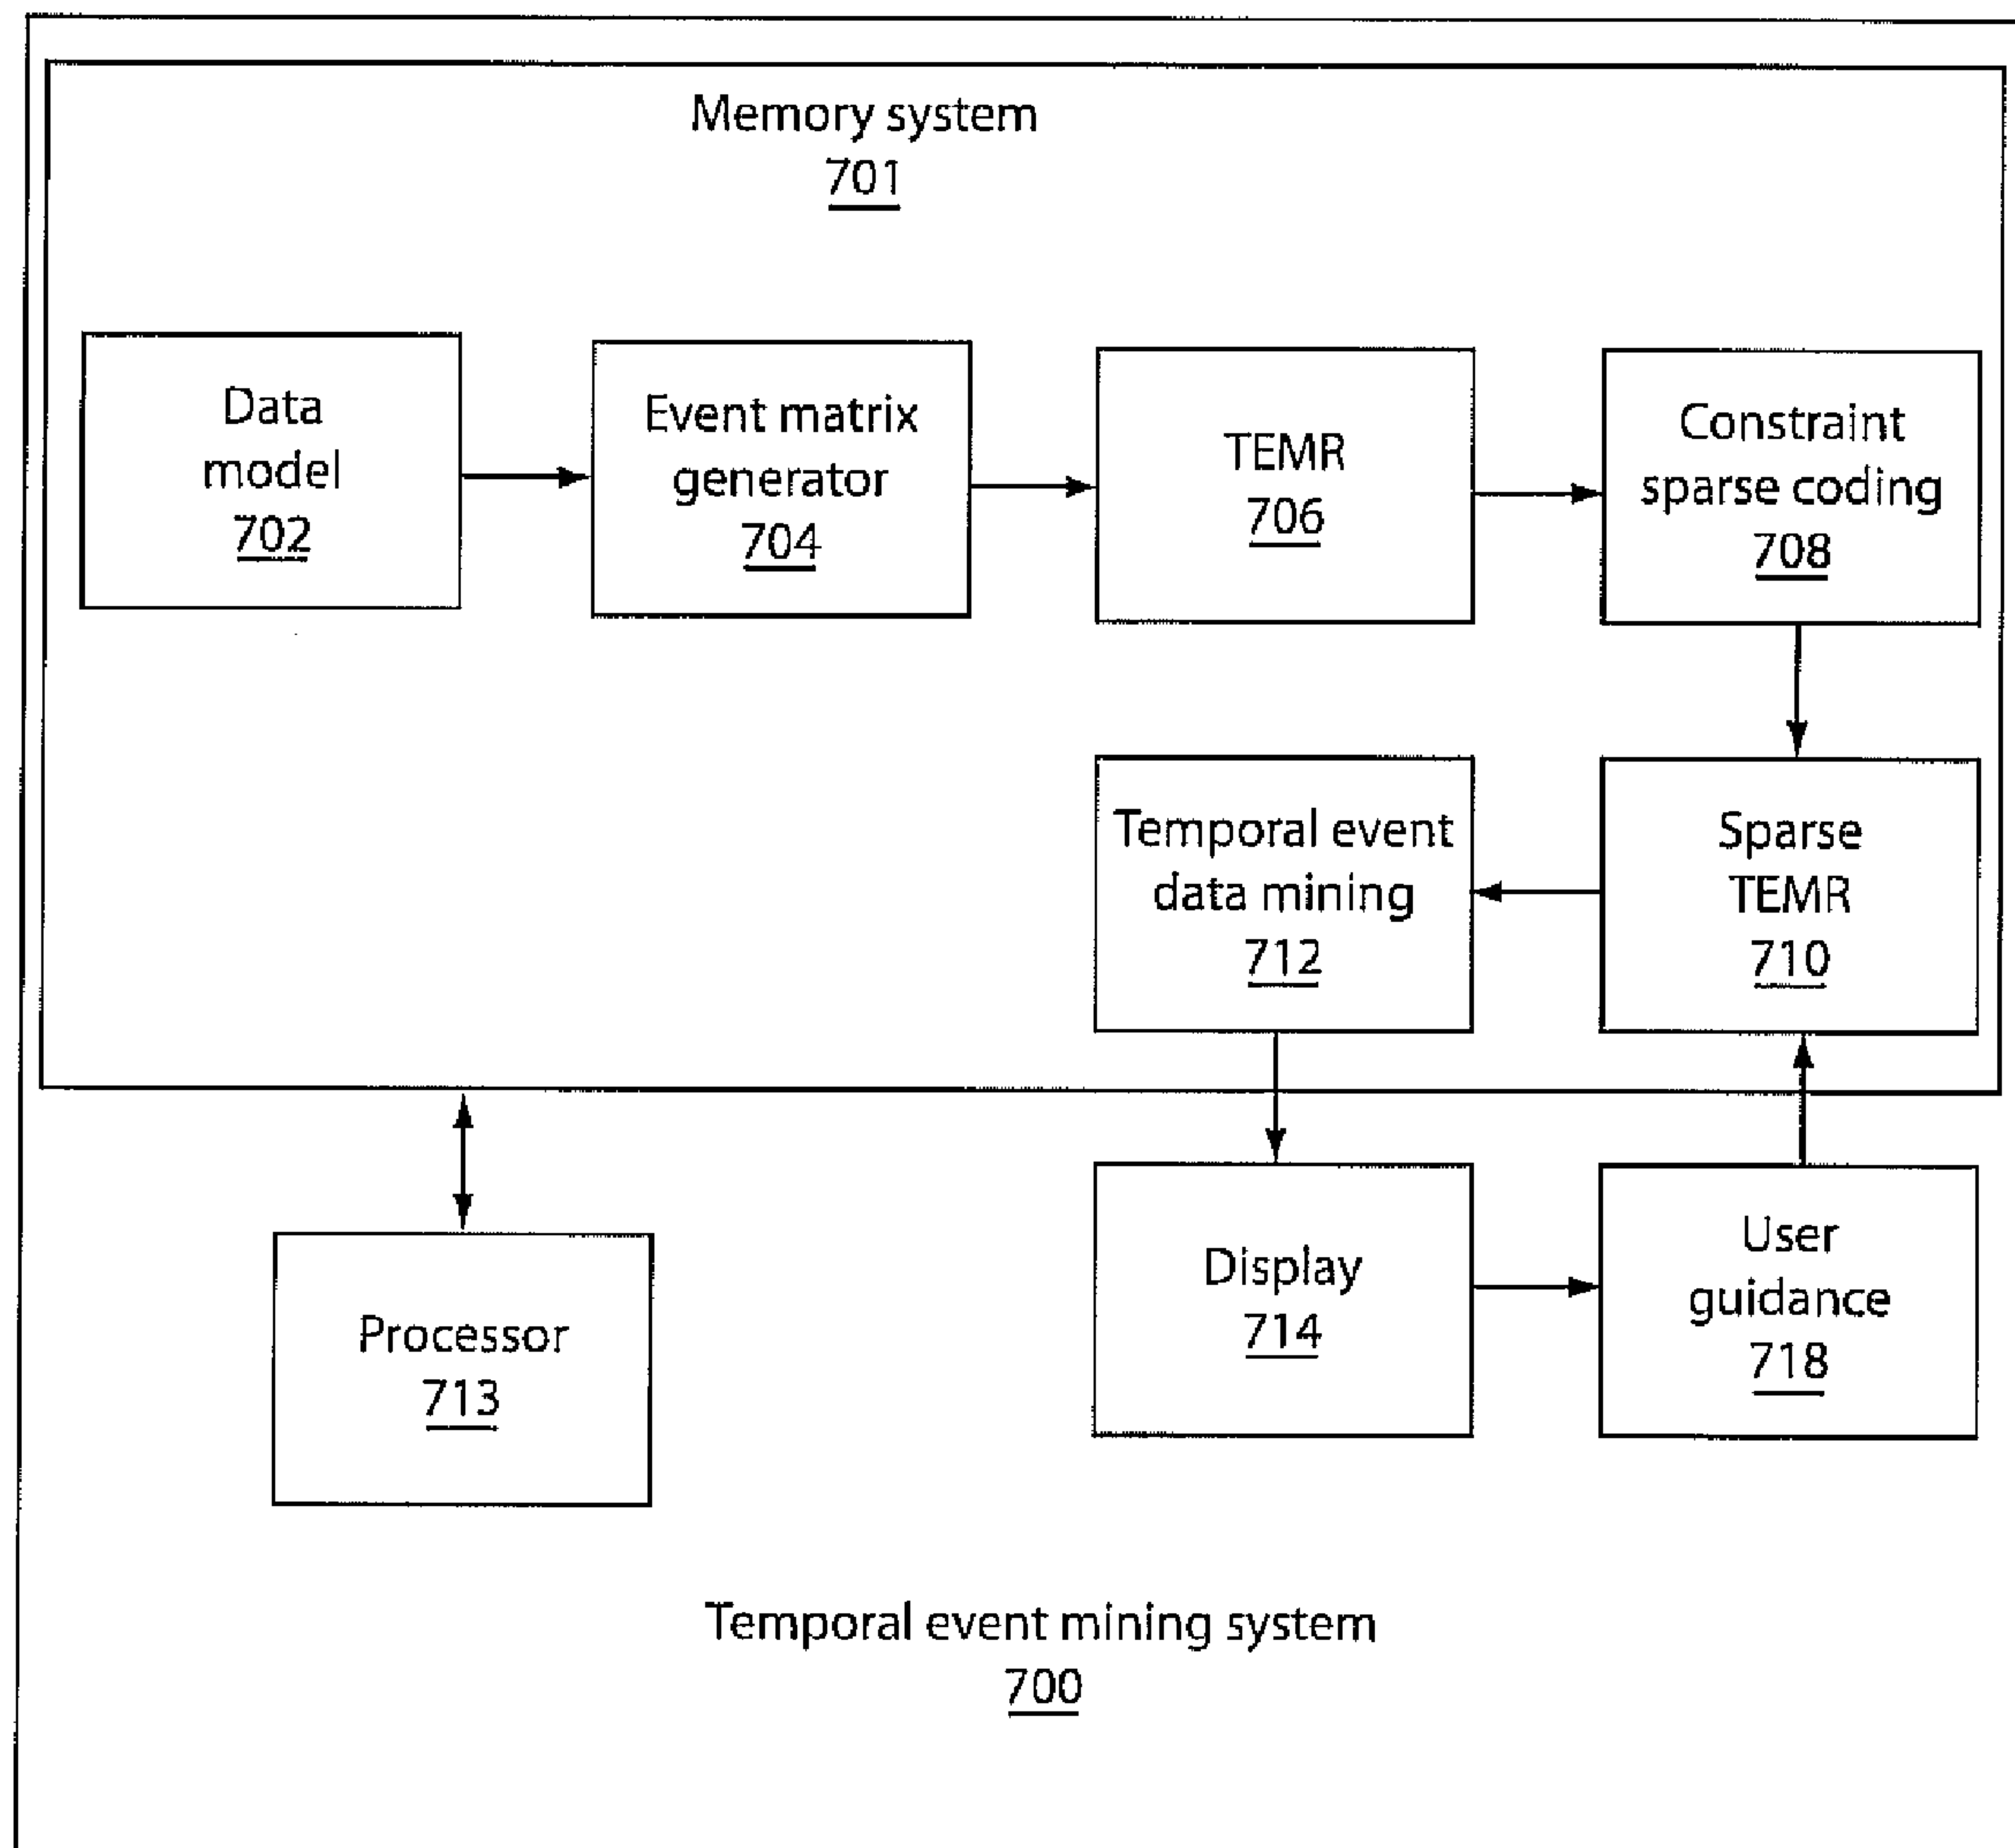 Memory system
701
Data
model
702
Event matrix
generator
704
TEMR
706
Constraint
sparse coding
708
Temporal event
data mining
712
Sparse
TEMR
710
Processor
713
Display
714
User
guidance
718
Temporal event mining system
700